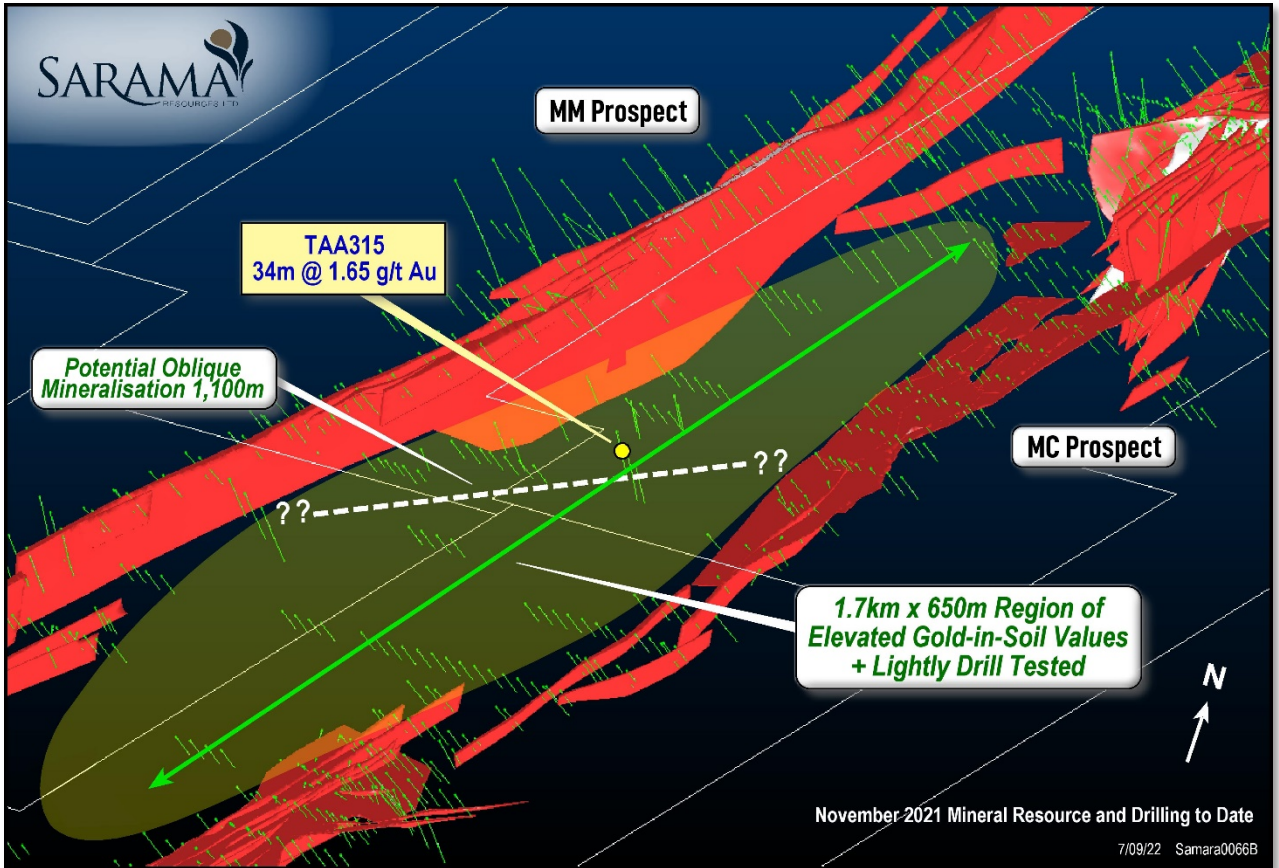 SARAMA
RESOURCES LTD
MM Prospect
TAA315
34m @ 1.65 g/t Au
Potential Oblique
Mineralisation 1,100m
??
??
MC Prospect
1.7km x 650m Region of
Elevated Gold-in-Soil Values
+ Lightly Drill Tested
N
November 2021 Mineral Resource and Drilling to Date
7/09/22 Samara0066B